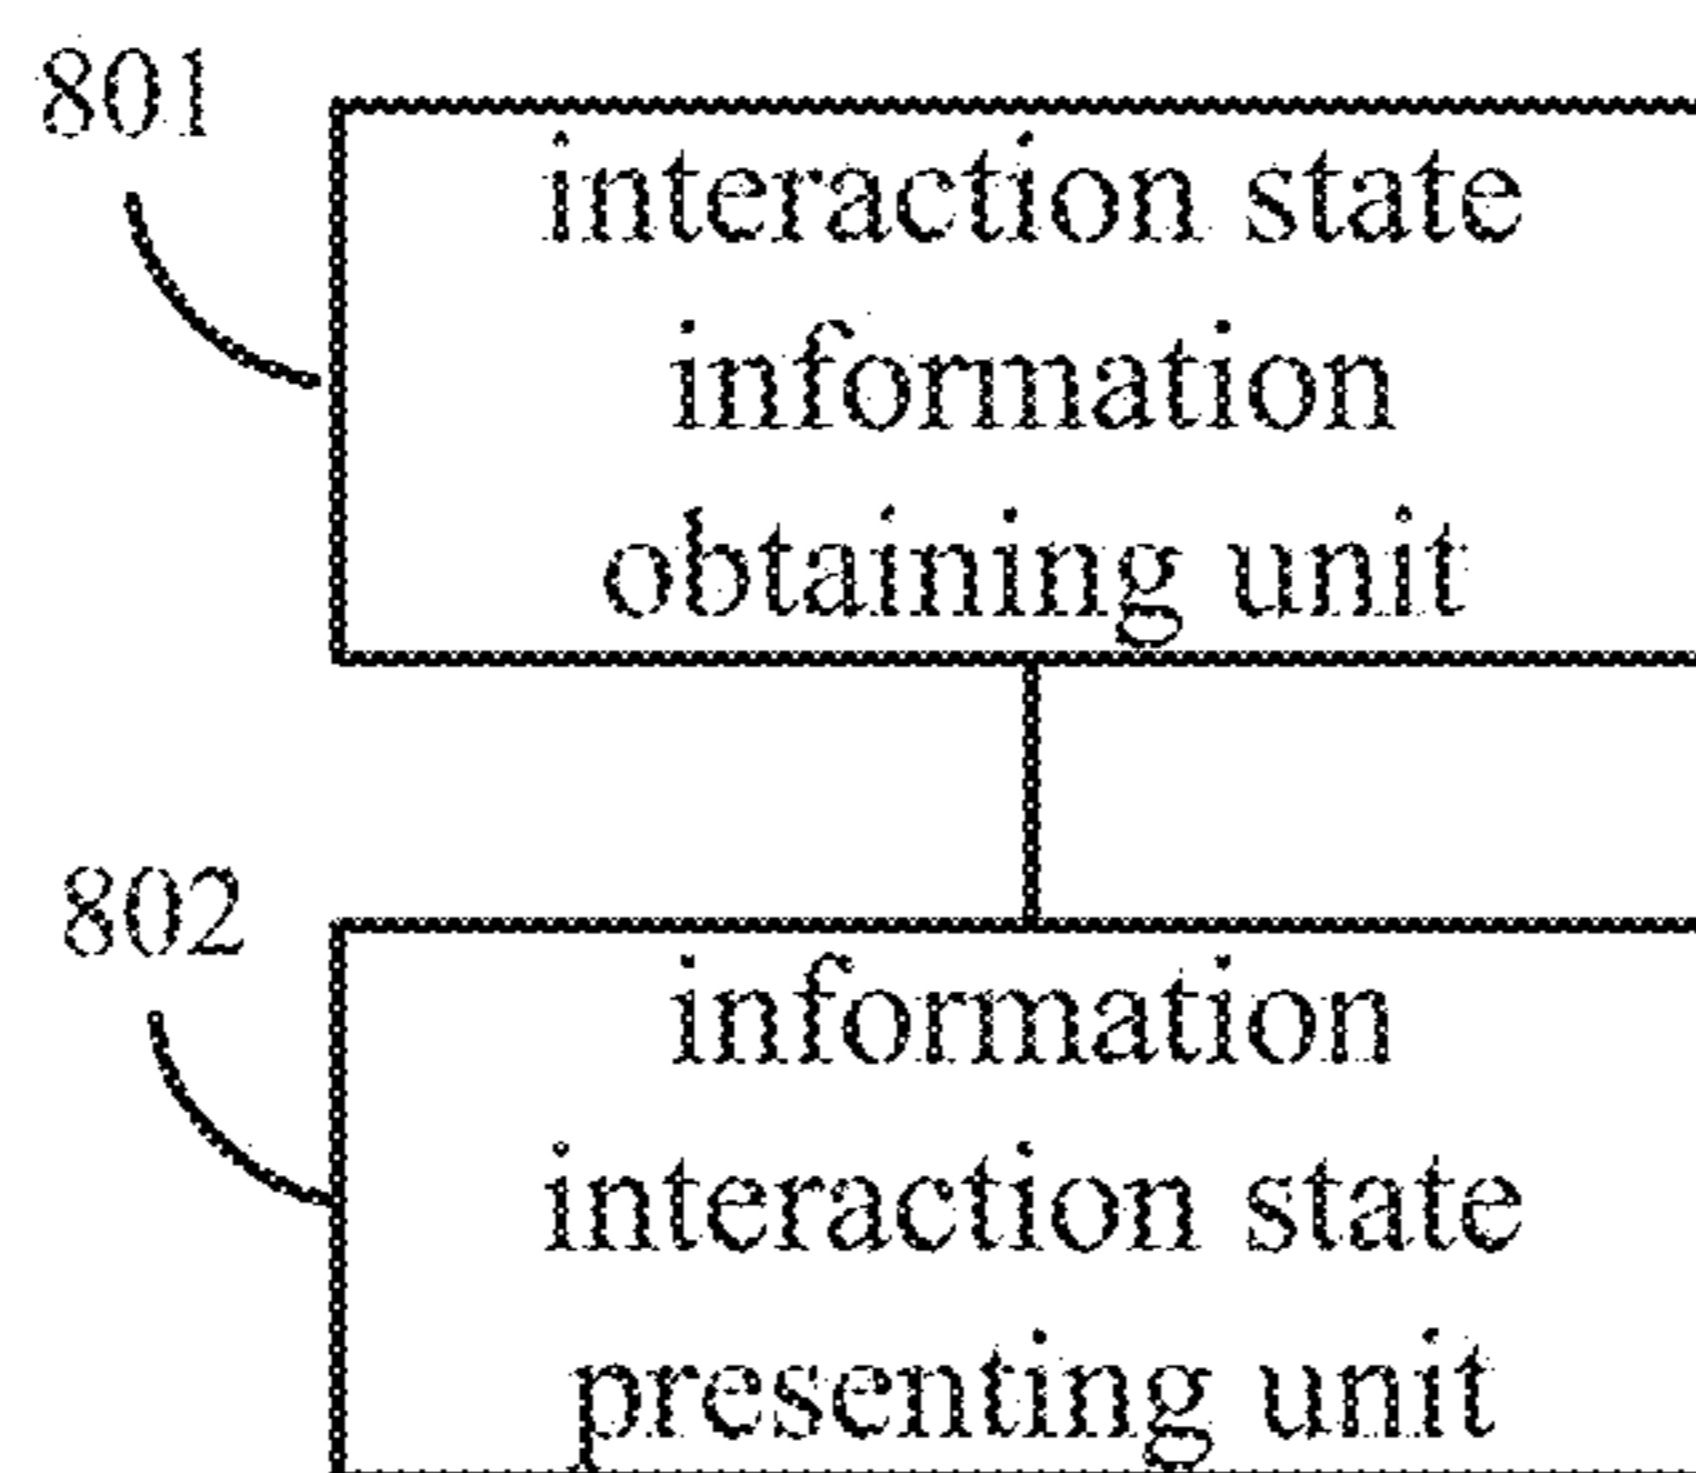 801
interaction state
information
obtaining unit
802
information
interaction state
presenting unit